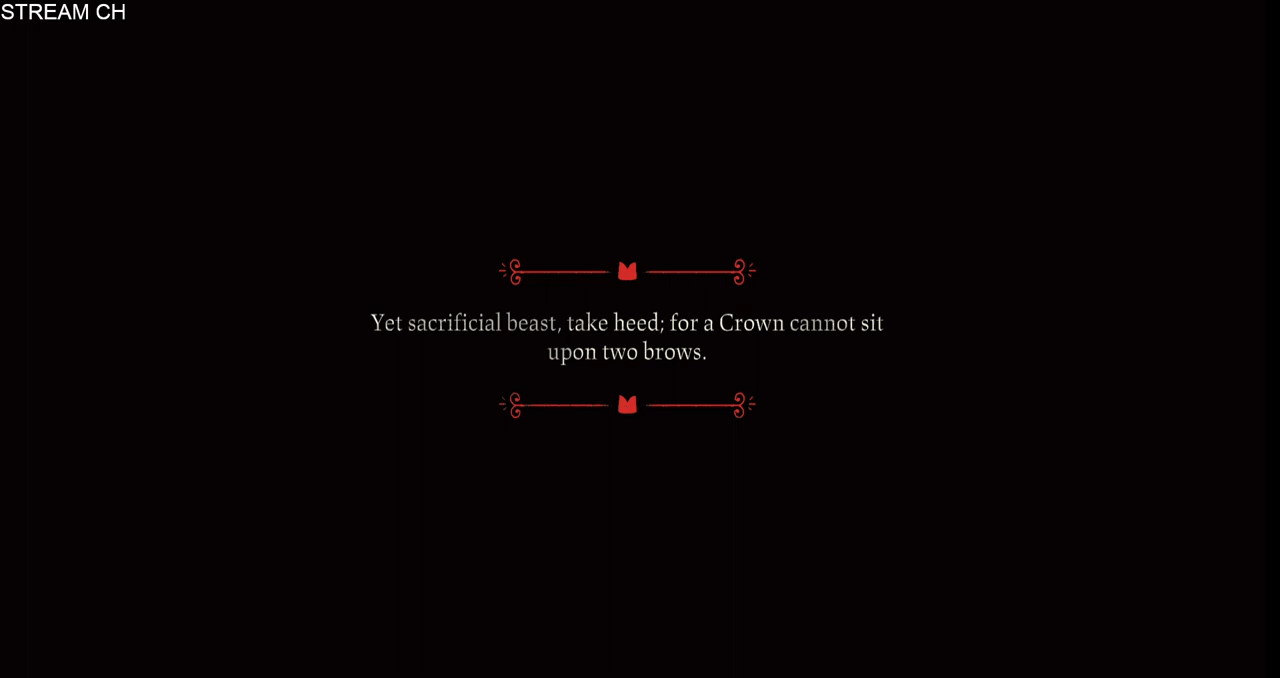 STREAM CH
Yet sacrificial beast, take heed; for a Crown cannot sit
upon two brows.